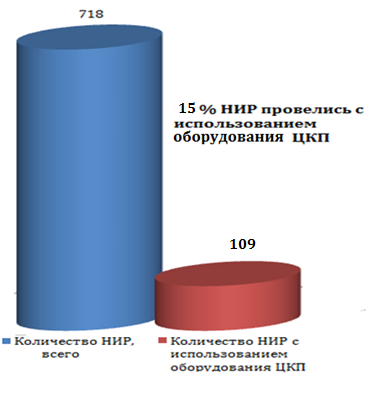 718
15 % НИР провелись с
использованием
оборудования ЦКП
109
Количество НИР,
всего
Количество НИР с
использованием
оборудования ЦКП